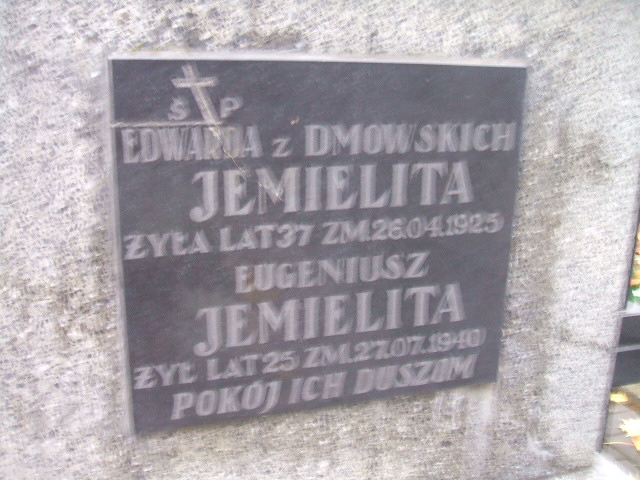 Ś P
EDWARDA z DMOWSKICH
JEMIELITA
ŻYŁA LAT 37 ZM. 26.04.1925
EUGENIUSZ
JEMIELITA
ŻYŁ LAT 25 ZM. 27.07.1940
POKÓJ ICH DUSZOM